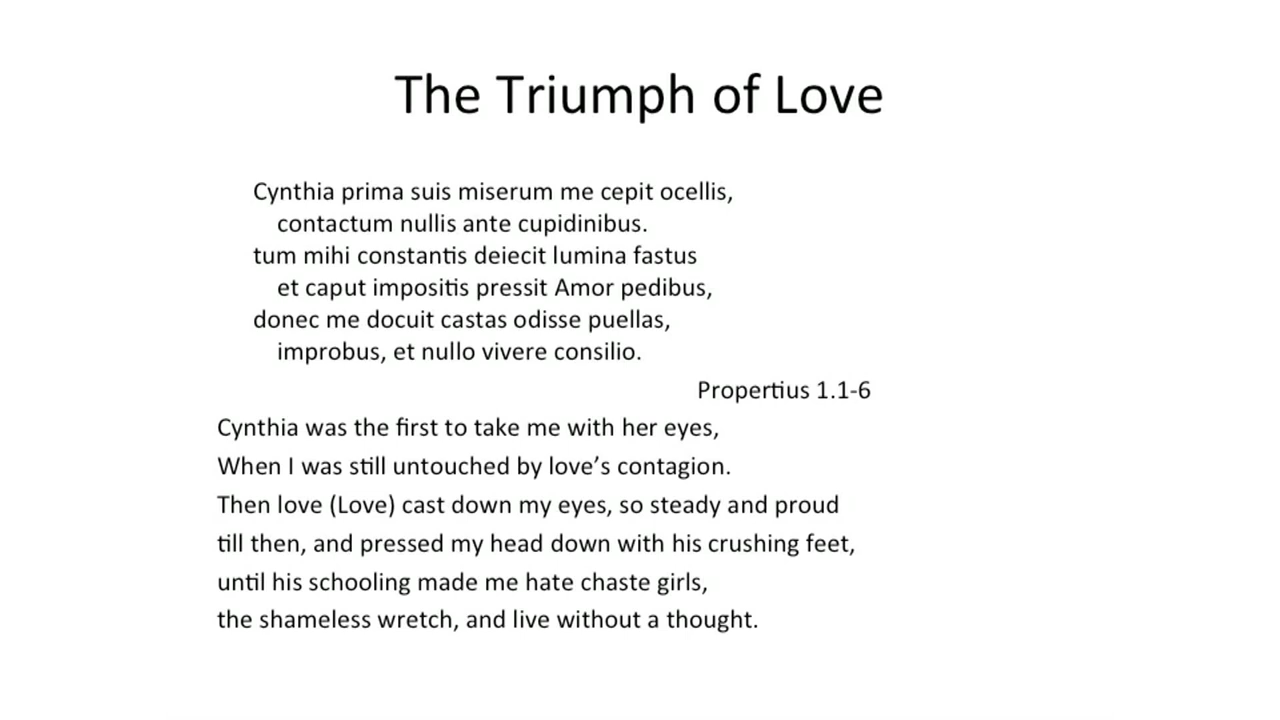 The Triumph of Love
Cynthia prima suis miserum me cepit ocellis,
contactum nullis ante cupidinibus.
tum mihi constantis deiecit lumina fastus
et caput impositis pressit Amor pedibus,
donec me docuit castas odisse puellas,
improbus, et nullo vivere consilio.
Propertius 1.1-6
Cynthia was the first to take me with her eyes,
When I was still untouched by love’s contagion.
Then love (Love) cast down my eyes, so steady and proud
till then, and pressed my head down with his crushing feet,
until his schooling made me hate chaste girls,
the shameless wretch, and live without a thought.